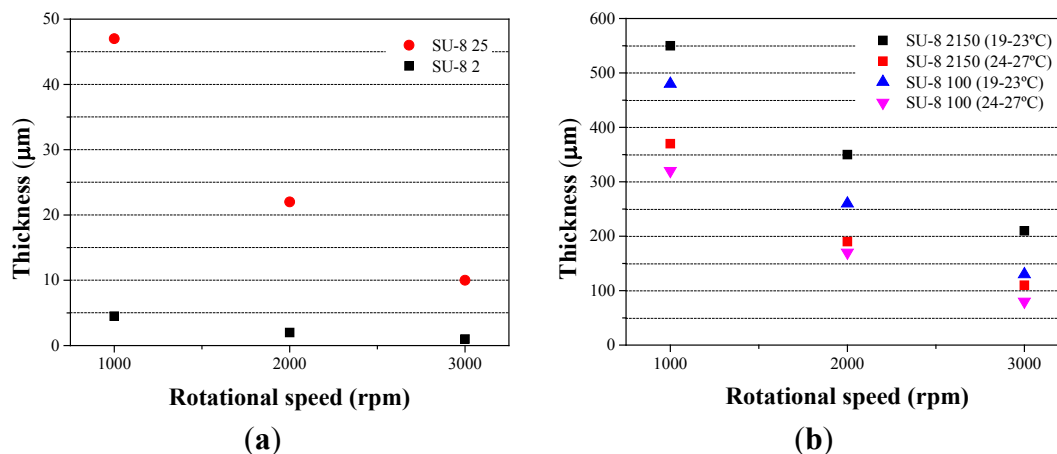 50
40
30
20
10
0
Thickness (μm)
SU-8 25
SU-8 2
1000
2000
3000
Rotational speed (rpm)
(a)
600
500
400
300
200
100
0
Thickness (μm)
SU-8 2150 (19-23ºC)
SU-8 2150 (24-27ºC)
SU-8 100 (19-23ºC)
SU-8 100 (24-27ºC)
1000
2000
3000
Rotational speed (rpm)
(b)